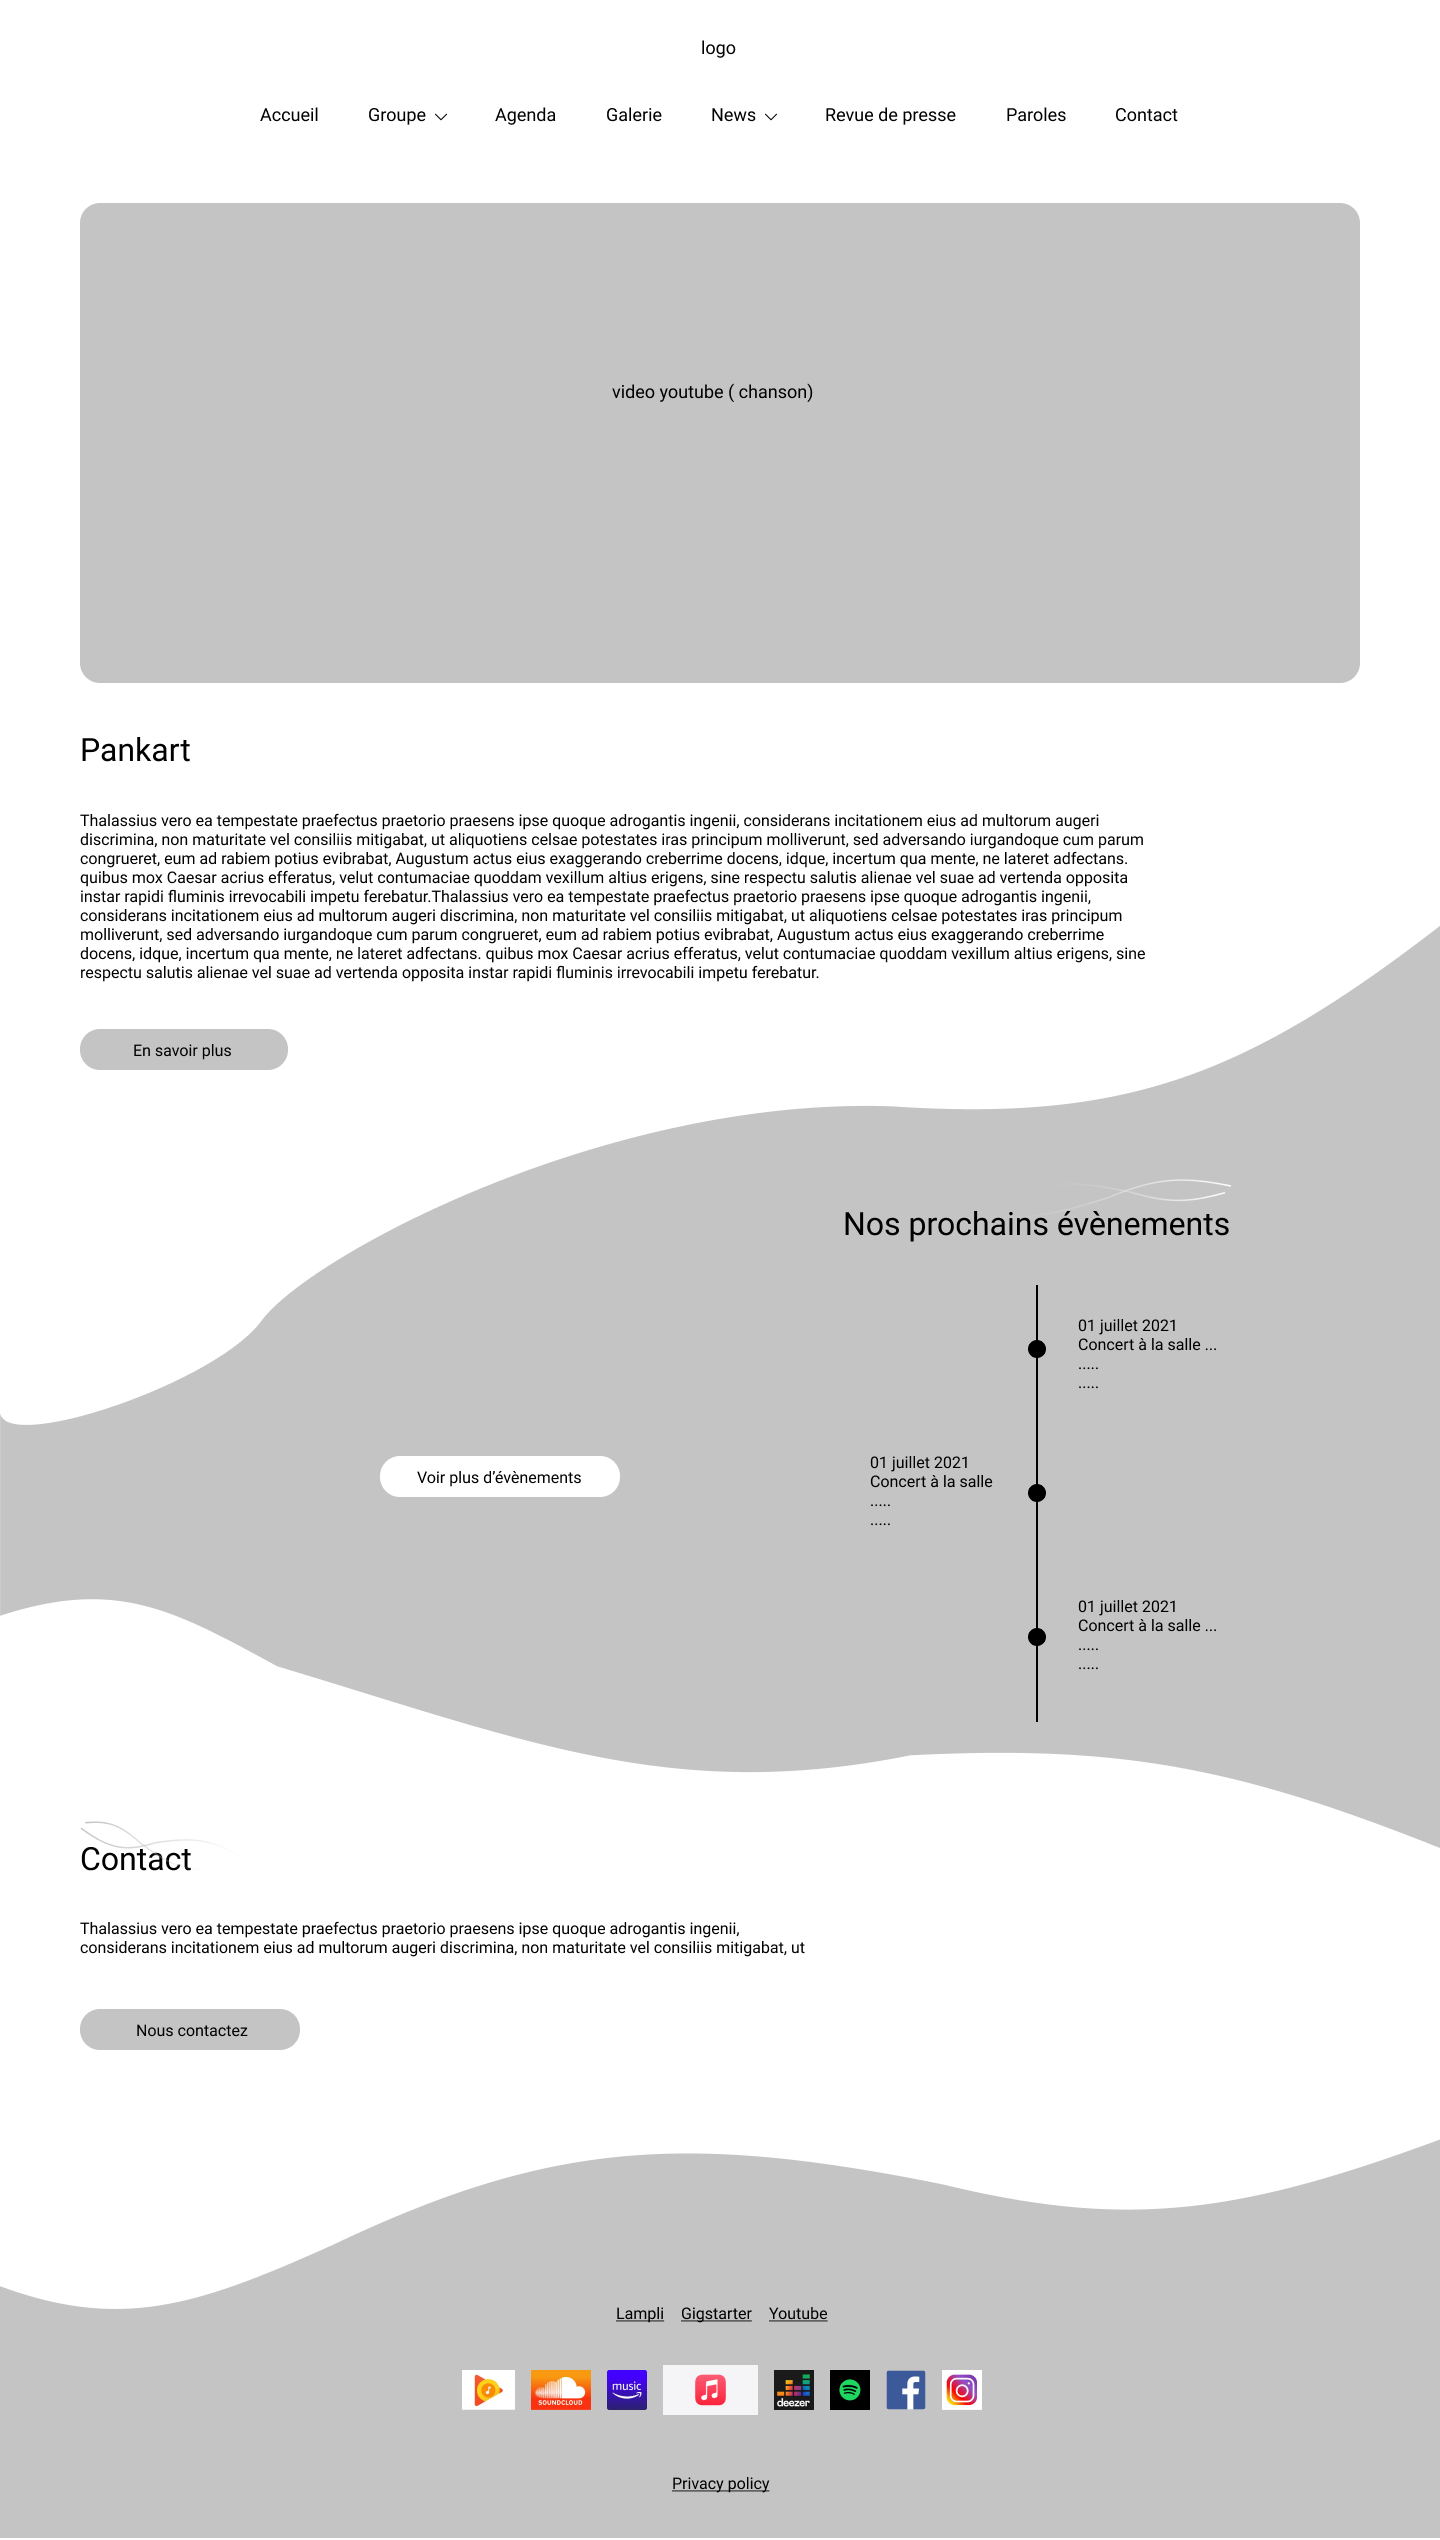 logo
Accueil
Groupe
Agenda
Galerie
News
Revue de presse
Paroles
Contact
video youtube ( chanson)
Pankart
Thalassius vero ea tempestate praefectus praetorio praesens ipse quoque adrogantis ingenii, considerans incitationem eius ad multorum augeri
discrimina, non maturitate vel consiliis mitigabat, ut aliquotiens celsae potestates iras principum molliverunt, sed adversando iurgandoque cum parum
congrueret, eum ad rabiem potius evibrabat, Augustum actus eius exaggerando creberrime docens, idque, incertum qua mente, ne lateret adfectans.
quibus mox Caesar acrius efferatus, velut contumaciae quoddam vexillum altius erigens, sine respectu salutis alienae vel suae ad vertenda opposita
instar rapidi fluminis irrevocabili impetu ferebatur.Thalassius vero ea tempestate praefectus praetorio praesens ipse quoque adrogantis ingenii,
considerans incitationem eius ad multorum augeri discrimina, non maturitate vel consiliis mitigabat, ut aliquotiens celsae potestates iras principum
molliverunt, sed adversando iurgandoque cum parum congrueret, eum ad rabiem potius evibrabat, Augustum actus eius exaggerando creberrime
docens, idque, incertum qua mente, ne lateret adfectans. quibus mox Caesar acrius efferatus, velut contumaciae quoddam vexillum altius erigens, sine
respectu salutis alienae vel suae ad vertenda opposita instar rapidi fluminis irrevocabili impetu ferebatur.
En savoir plus
Nos prochains évènements
01 juillet 2021
Concert à la salle ...
.....
.....
01 juillet 2021
Concert à la salle
.....
.....
Voir plus d’évènements
01 juillet 2021
Concert à la salle ...
.....
.....
Contact
Thalassius vero ea tempestate praefectus praetorio praesens ipse quoque adrogantis ingenii,
considerans incitationem eius ad multorum augeri discrimina, non maturitate vel consiliis mitigabat, ut
Nous contactez
Lampli
Gigstarter
Youtube
SOUNDCLOUD
music
deezer
Privacy policy